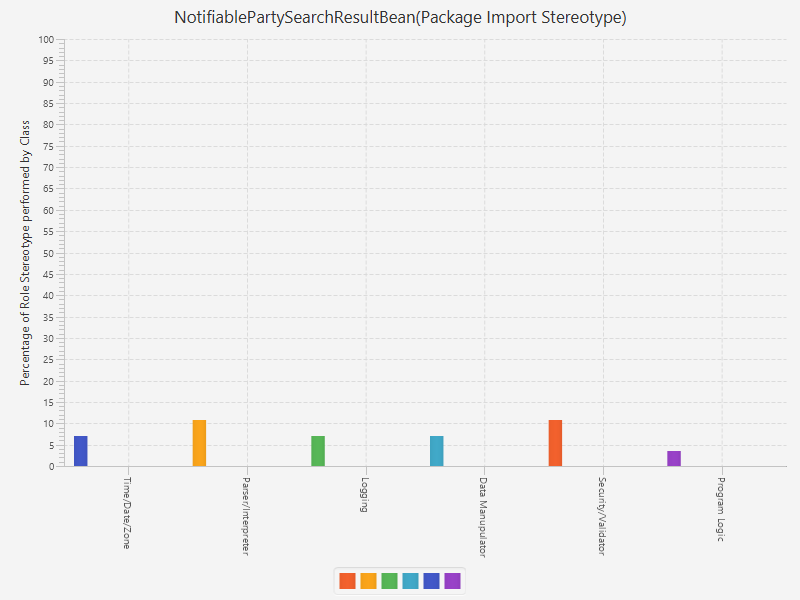 NotifiablePartySearchResultBean(Package Import Stereotype)
Percentage of Role Stereotype performed by Class
100
95
90
85
80
75
70
65
60
55
50
45
40
35
30
25
20
15
10
5
0
Time/Date/Zone
Parser/Interpreter
Logging
Data Manupulator
Security/Validator
Program Logic